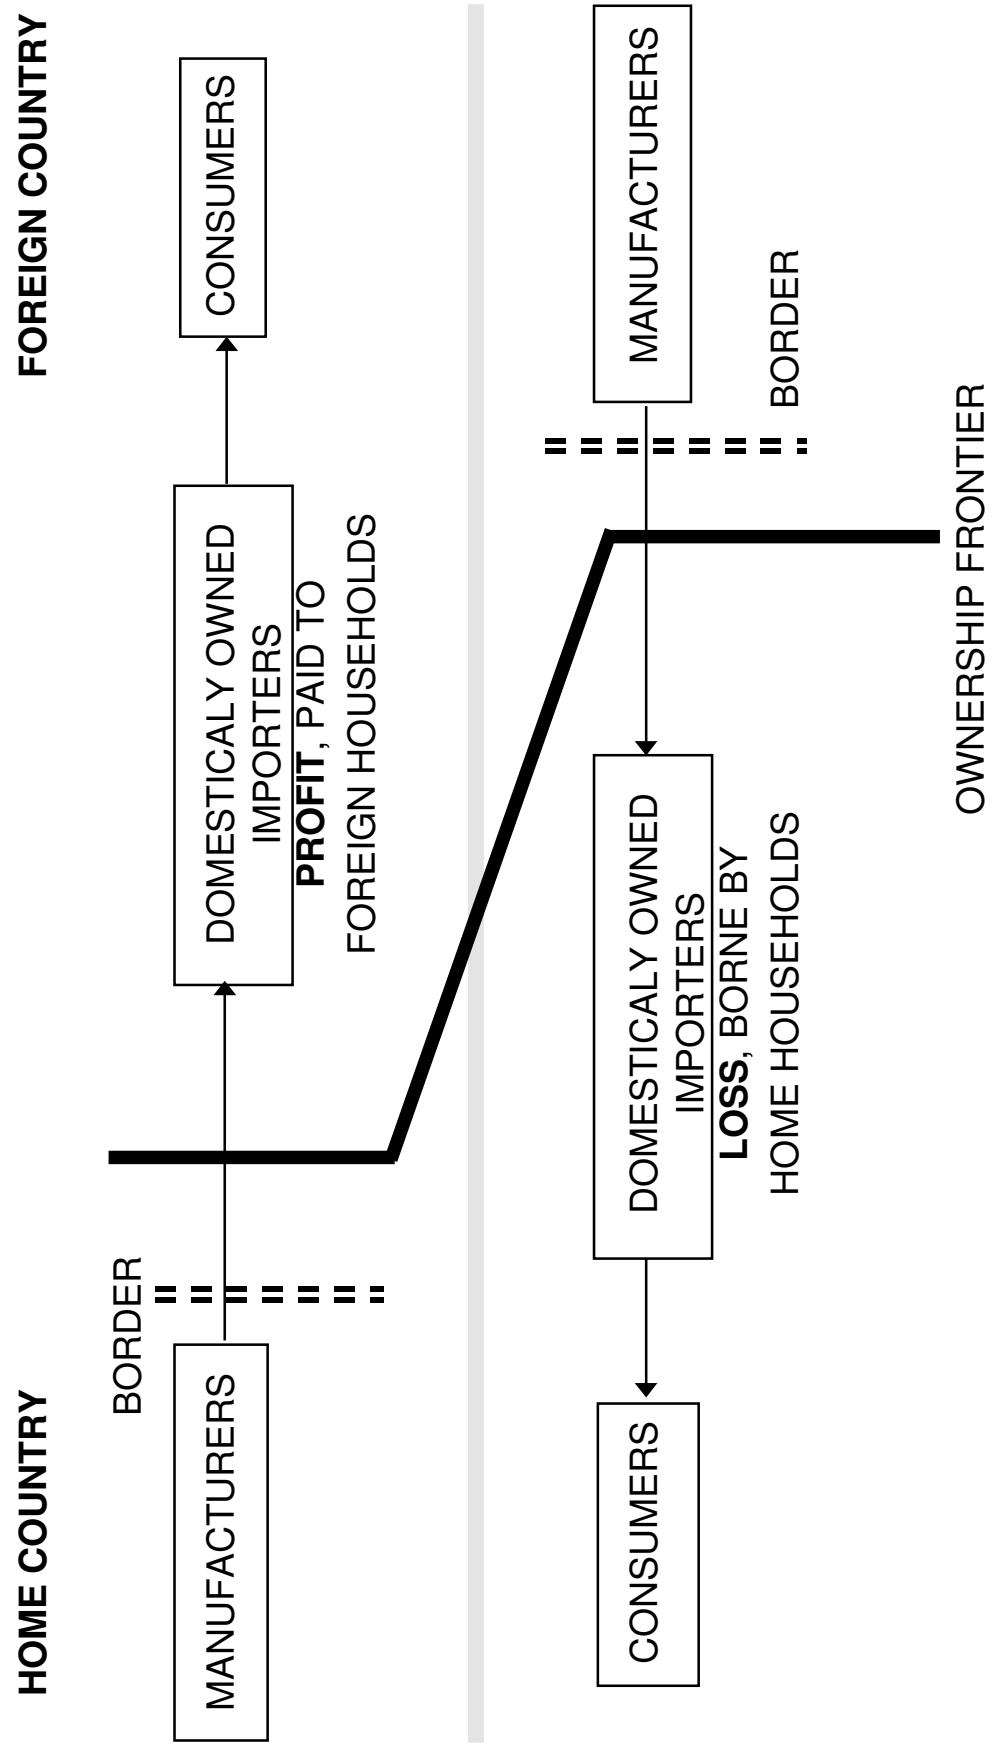 HOME COUNTRY
FOREIGN COUNTRY
BORDER
MANUFACTURERS
DOMESTICALY OWNED
IMPORTERS
PROFIT, PAID TO
FOREIGN HOUSEHOLDS
CONSUMERS
CONSUMERS
DOMESTICALY OWNED
IMPORTERS
LOSS, BORNE BY
HOME HOUSEHOLDS
MANUFACTURERS
BORDER
OWNERSHIP FRONTIER